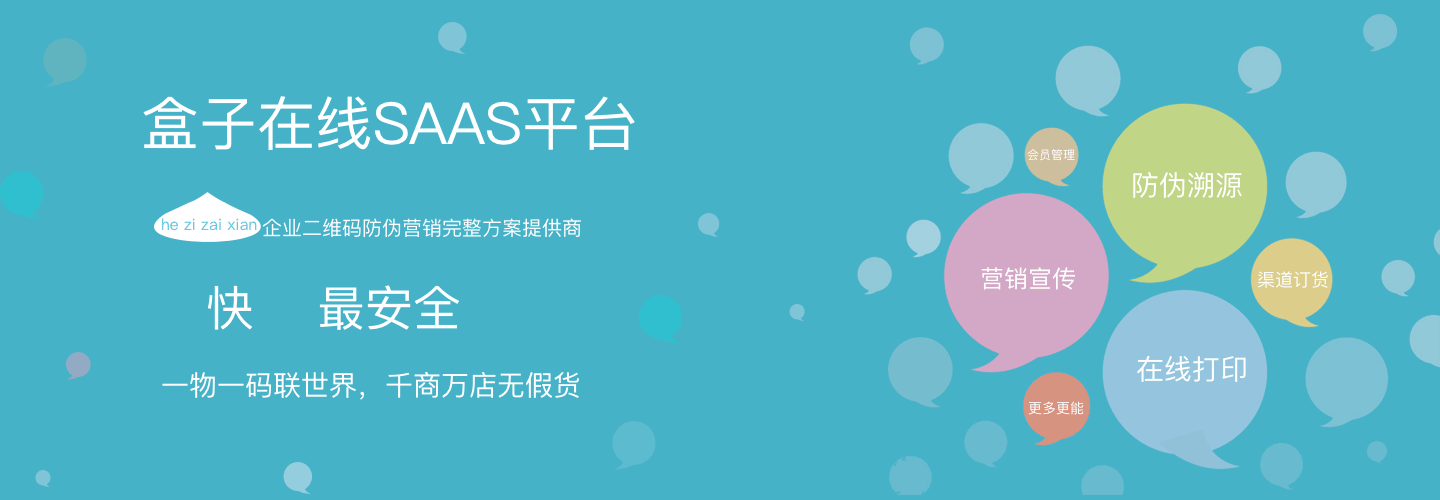 盒子在线SAAS平台
he zi zai xian 企业二维码防伪营销完整方案提供商
快 最安全
一物一码联世界，千商万店无假货
会员管理
防伪溯源
营销宣传
渠道订货
在线打印
更多更能